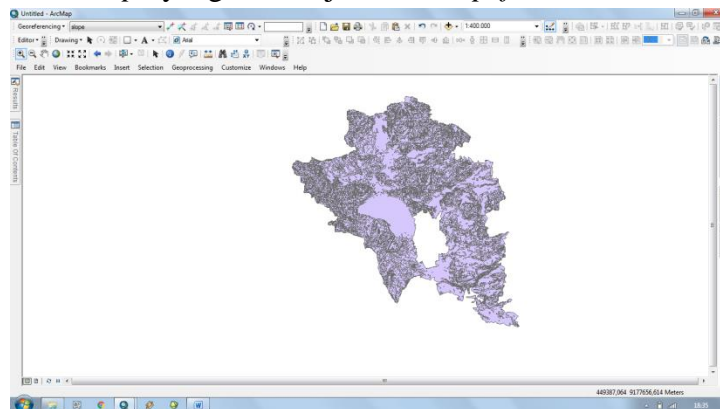 Untitled - ArcMap
Georeferencing slope 1:400 000
Editor Drawing A Arial
File Edit View Bookmarks Insert Selection Geoprocessing Customize Windows Help
Results
Table Of Contents
449387,064 9177656,614 Meters
18:35